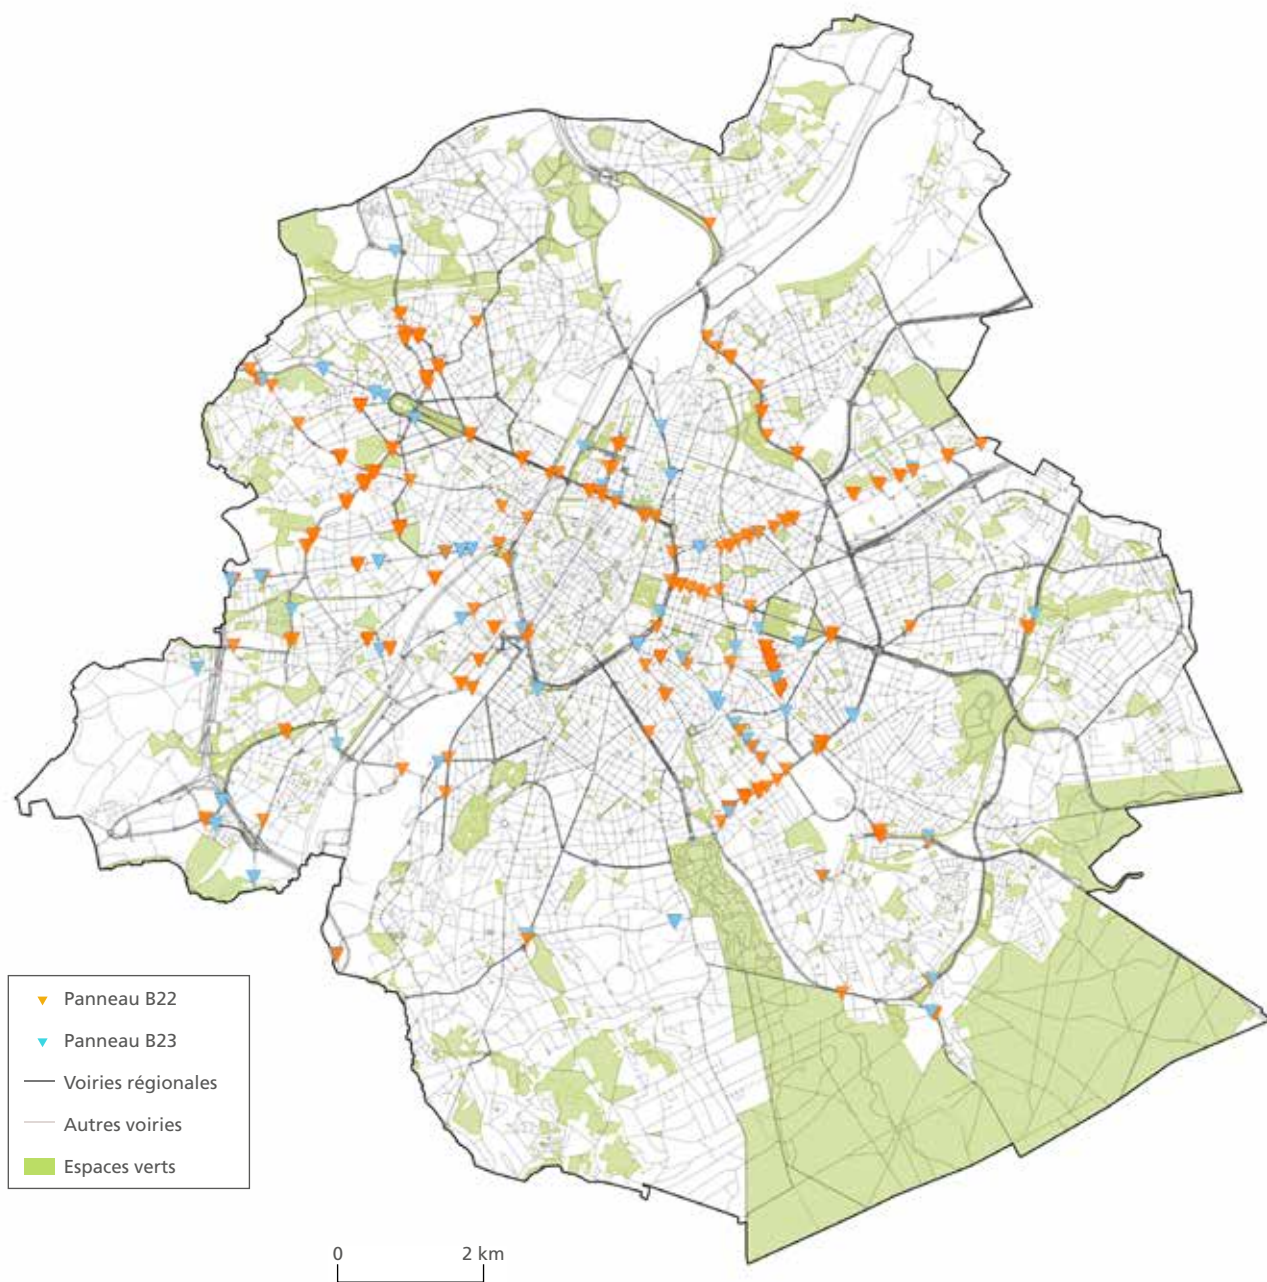 Panneau B22
Panneau B23
Voiries régionales
Autres voiries
Espaces verts
0 2 km